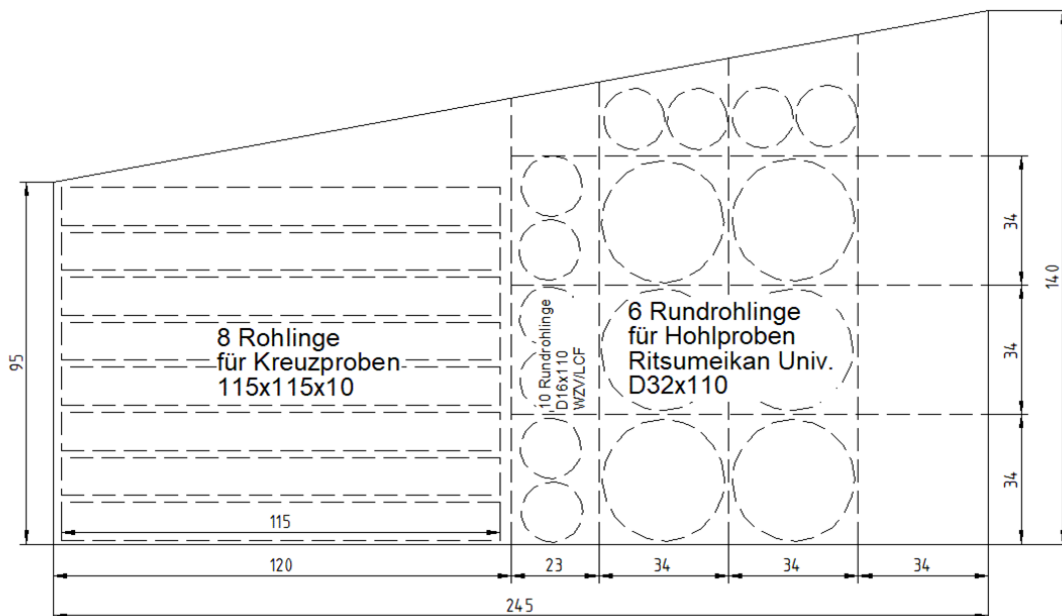 8 Rohlinge
für Kreuzproben
115x115x10
10 Rundrohlinge
D16x110
WZV/LCF
6 Rundrohlinge
für Hohlproben
Ritsumeikan Univ.
D32x110
95
115
34
34
34
140
120
23
34
34
34
245